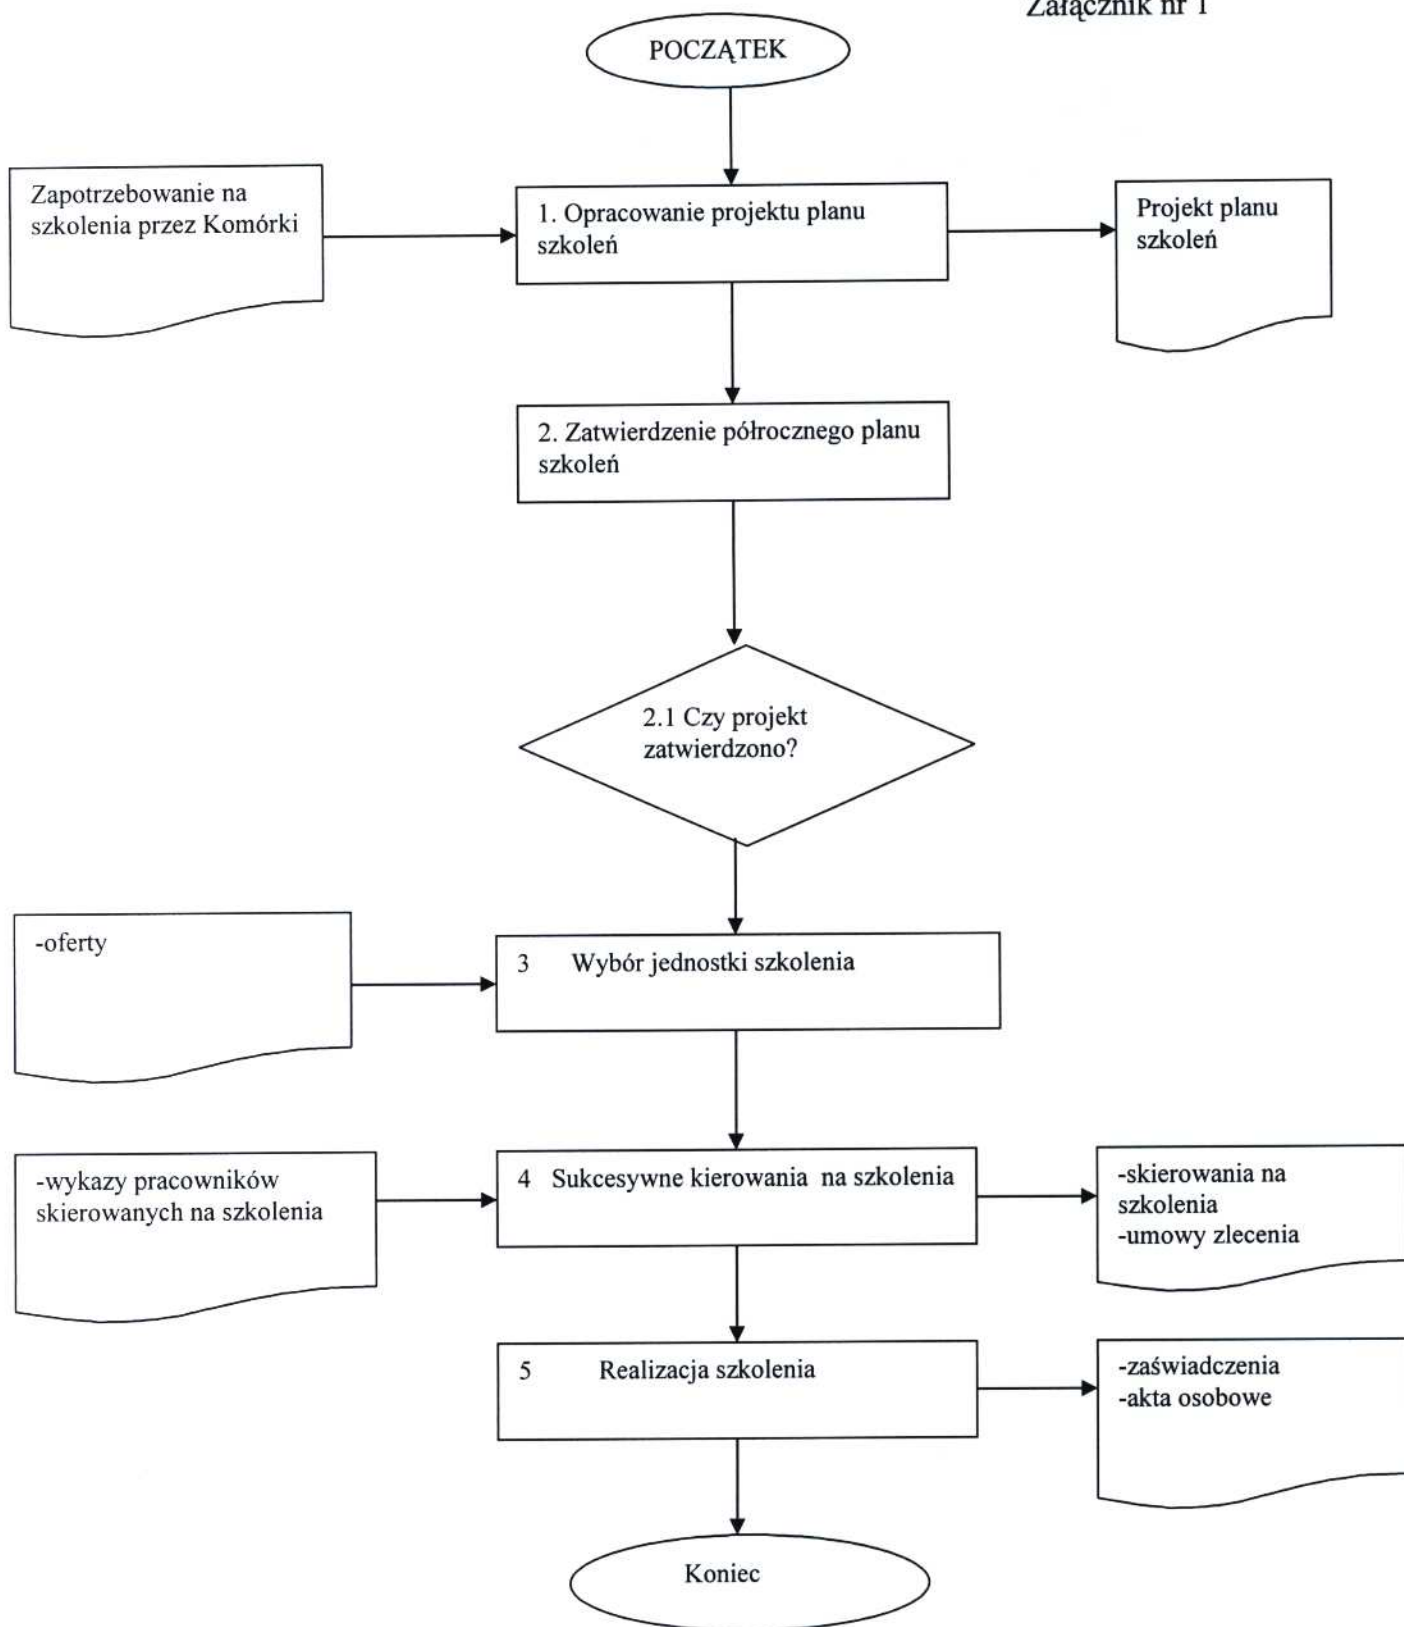 Załącznik nr 1
POCZĄTEK
Zapotrzebowanie na
szkolenia przez Komórki
1. Opracowanie projektu planu
szkoleń
Projekt planu
szkoleń
2. Zatwierdzenie półrocznego planu
szkoleń
2.1 Czy projekt
zatwierdzono?
-oferty
3 Wybór jednostki szkolenia
-wykazy pracowników
skierowanych na szkolenia
4 Sukcesywne kierowania na szkolenia
-skierowania na
szkolenia
-umowy zlecenia
5 Realizacja szkolenia
-zaświadczenia
-akta osobowe
Koniec